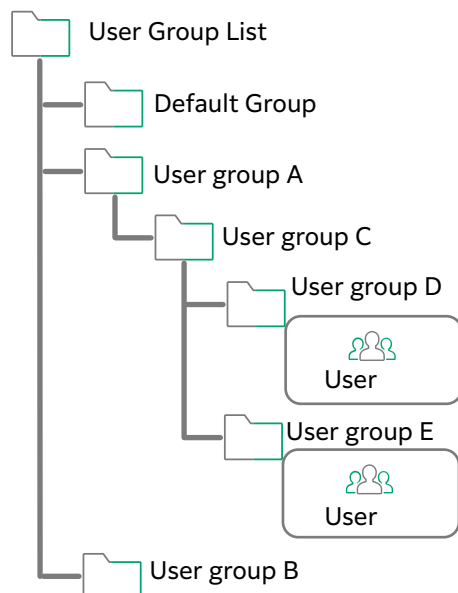 User Group List
Default Group
User group A
User group C
User group D
User
User group E
User
User group B